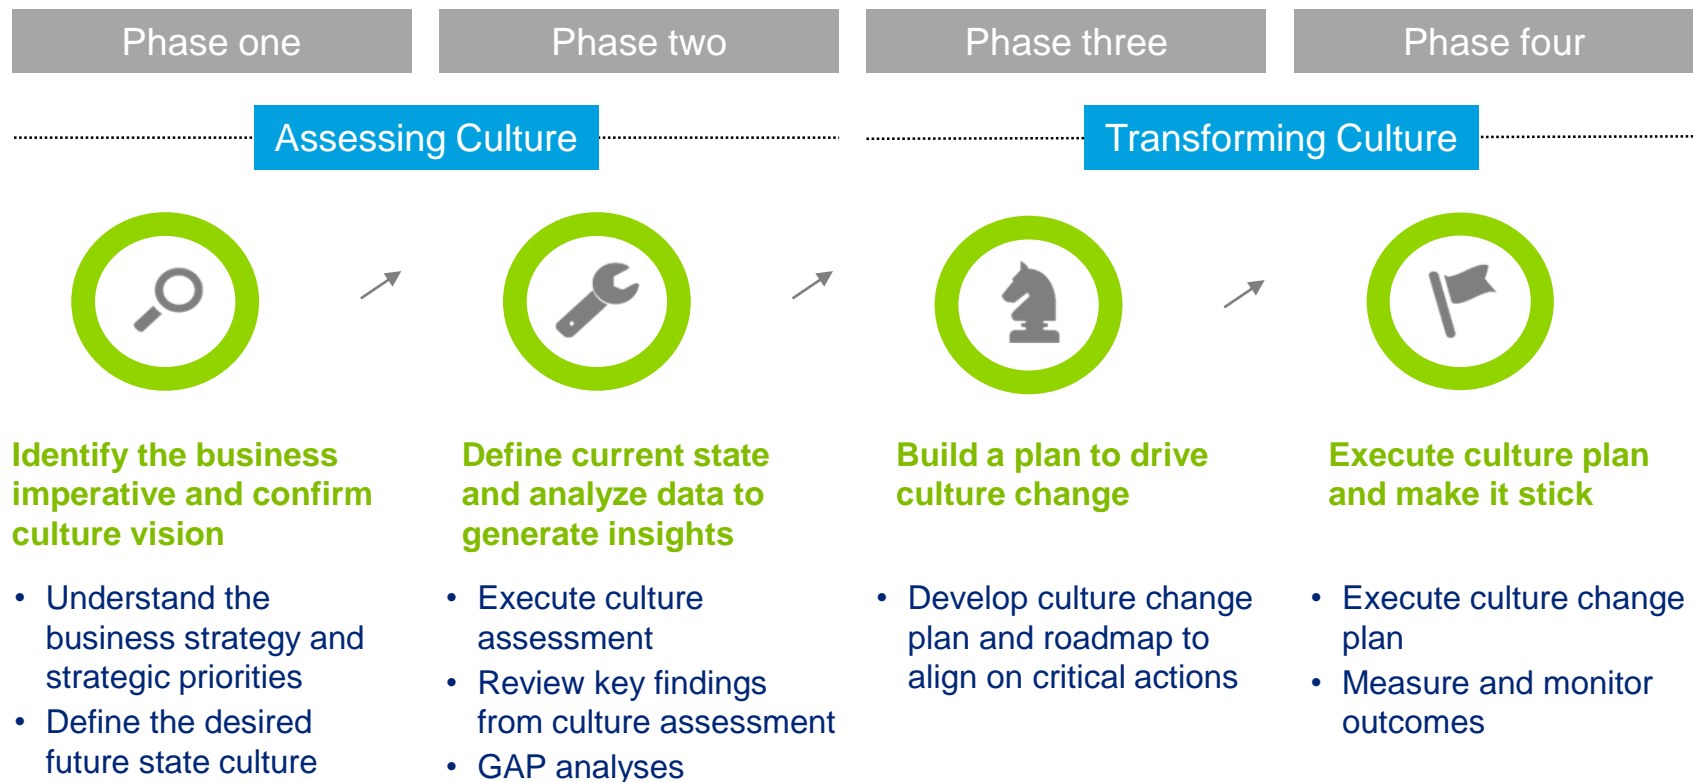 Phase one
Phase two
Phase three
Phase four
Assessing Culture
Transforming Culture
Identify the business
imperative and confirm
culture vision
• Understand the
business strategy and
strategic priorities
• Define the desired
future state culture
Define current state
and analyze data to
generate insights
• Execute culture
assessment
• Review key findings
from culture assessment
• GAP analyses
Build a plan to drive
culture change
• Develop culture change
plan and roadmap to
align on critical actions
Execute culture plan
and make it stick
• Execute culture change
plan
• Measure and monitor
outcomes